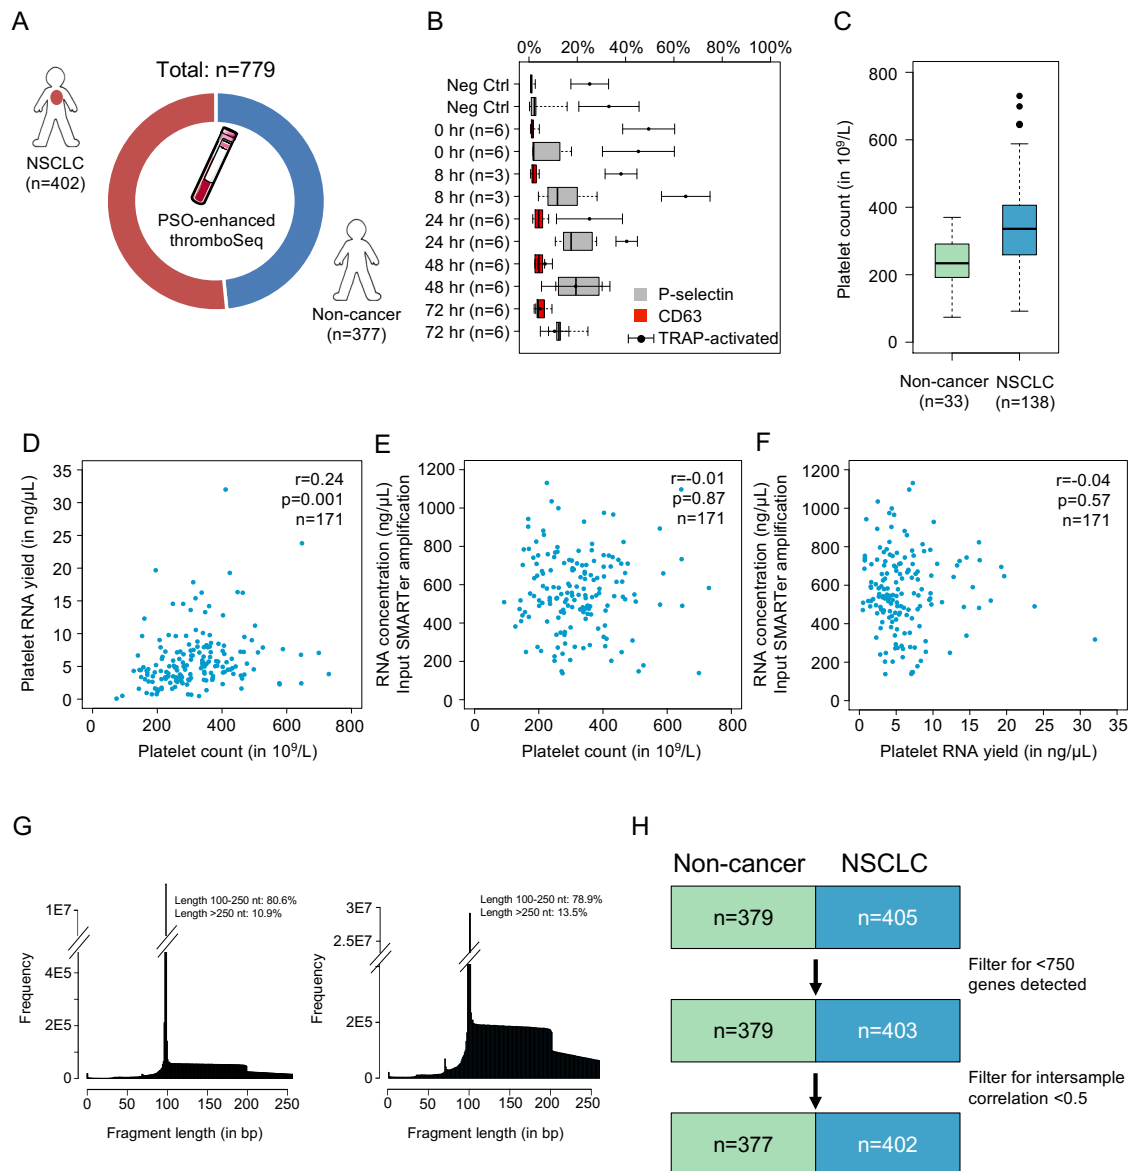 A
Total: n=779
NSCLC
(n=402)
PSO-enhanced
thromboSeq
Non-cancer
(n=377)
B
0% 20% 40% 60% 80% 100%
Neg Ctrl
Neg Ctrl
0 hr (n=6)
0 hr (n=6)
8 hr (n=3)
8 hr (n=3)
24 hr (n=6)
24 hr (n=6)
48 hr (n=6)
48 hr (n=6)
72 hr (n=6)
72 hr (n=6)
P-selectin
CD63
TRAP-activated
C
Platelet count (in 10⁹/L)
800
600
400
200
0
Non-cancer
(n=33)
NSCLC
(n=138)
D
Platelet RNA yield (in ng/µL)
35
30
25
20
15
10
5
0
r=0.24
p=0.001
n=171
0 200 400 600 800
Platelet count (in 10⁹/L)
E
RNA concentration (ng/µL)
Input SMARTer amplification
1200
1000
800
600
400
200
0
r=-0.01
p=0.87
n=171
0 200 400 600 800
Platelet count (in 10⁹/L)
F
RNA concentration (ng/µL)
Input SMARTer amplification
1200
1000
800
600
400
200
0
r=-0.04
p=0.57
n=171
0 5 10 15 20 25 30 35
Platelet RNA yield (in ng/µL)
G
Frequency
1E7
4E5
2E5
0
Length 100-250 nt: 80.6%
Length >250 nt: 10.9%
0 50 100 150 200 250
Fragment length (in bp)
Frequency
3E7
2.5E7
2E5
0
Length 100-250 nt: 78.9%
Length >250 nt: 13.5%
0 50 100 150 200 250
Fragment length (in bp)
H
Non-cancer NSCLC
n=379 n=405
Filter for <750
genes detected
n=379 n=403
Filter for intersample
correlation <0.5
n=377 n=402